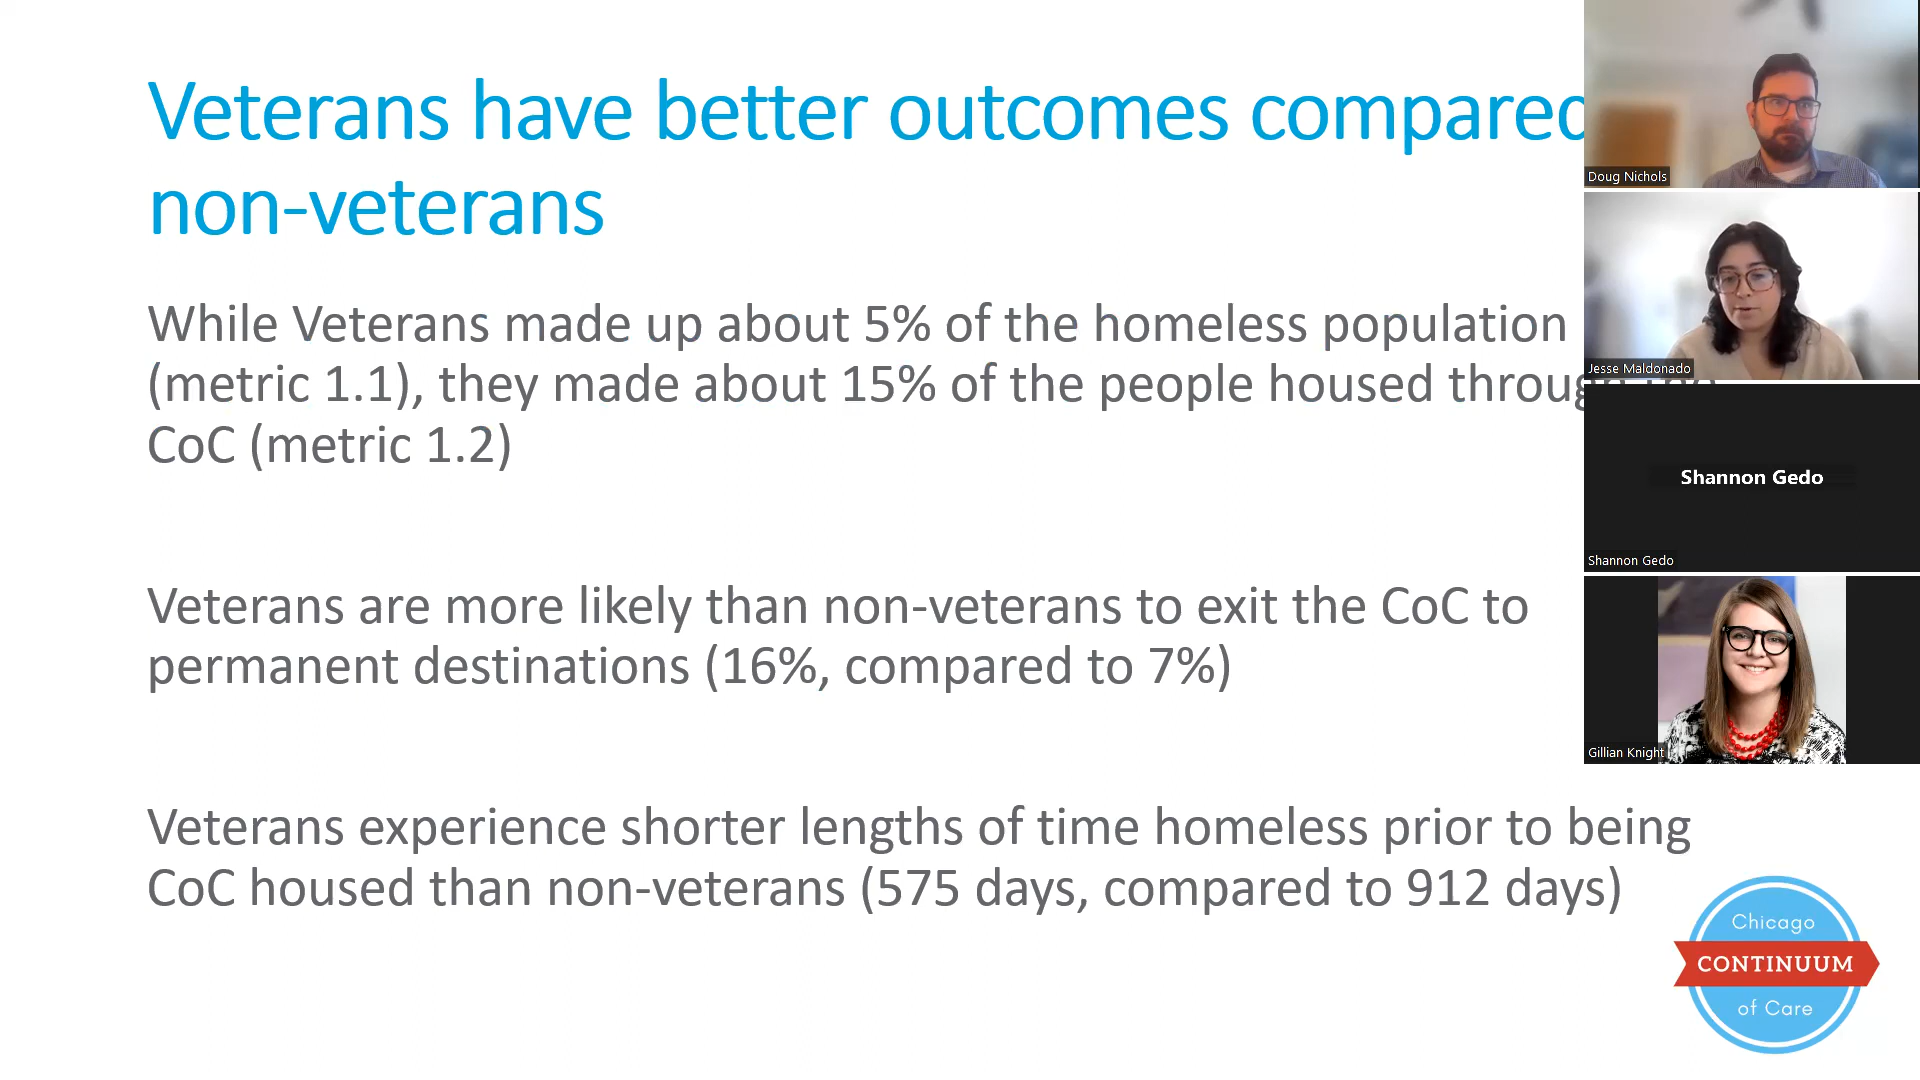 Veterans have better outcomes compared
non-veterans
While Veterans made up about 5% of the homeless population
(metric 1.1), they made about 15% of the people housed through the
CoC (metric 1.2)
Veterans are more likely than non-veterans to exit the CoC to
permanent destinations (16%, compared to 7%)
Veterans experience shorter lengths of time homeless prior to being
CoC housed than non-veterans (575 days, compared to 912 days)
Doug Nichols
Jesse Maldonado
Shannon Gedo
Shannon Gedo
Gillian Knight
Chicago
CONTINUUM
of Care